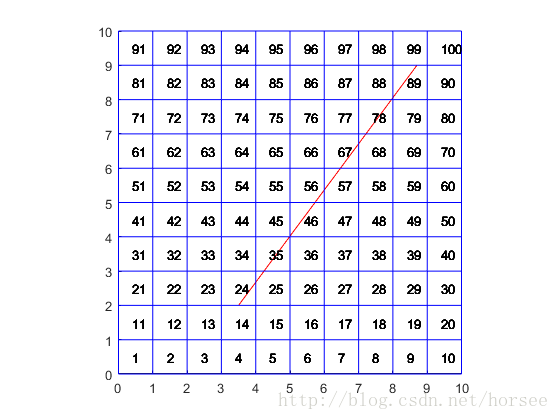 10
91 92 93 94 95 96 97 98 99 100
9
81 82 83 84 85 86 87 88 89 90
8
71 72 73 74 75 76 77 78 79 80
7
61 62 63 64 65 66 67 68 69 70
6
51 52 53 54 55 56 57 58 59 60
5
41 42 43 44 45 46 47 48 49 50
4
31 32 33 34 35 36 37 38 39 40
3
21 22 23 24 25 26 27 28 29 30
2
11 12 13 14 15 16 17 18 19 20
1
1 2 3 4 5 6 7 8 9 10
0
0 1 2 3 4 5 6 7 8 9 10
http://blog.csdn.net/horsee